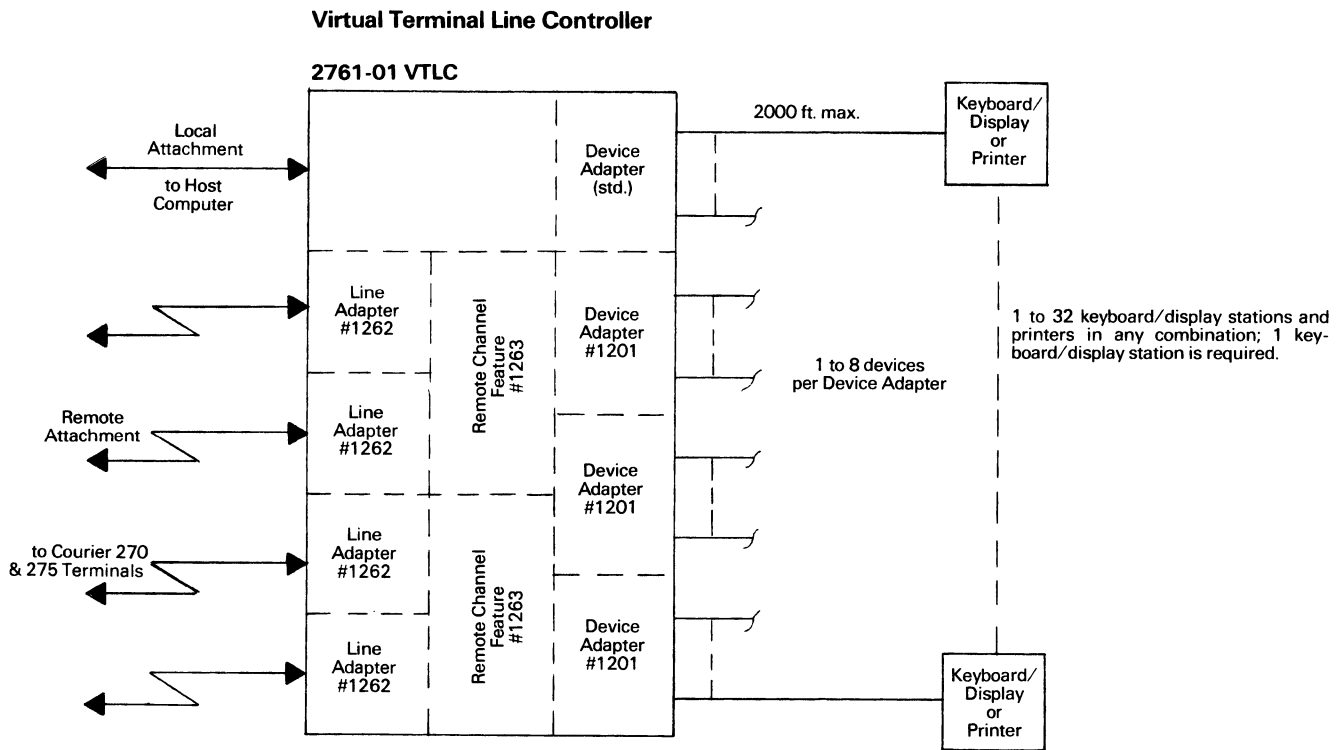 Virtual Terminal Line Controller
2761-01 VTLC
Local
Attachment
to Host
Computer
Device
Adapter
(std.)
2000 ft. max.
Keyboard/
Display
or
Printer
Line
Adapter
#1262
Remote Channel
Feature
#1263
Device
Adapter
#1201
1 to 32 keyboard/display stations and
printers in any combination; 1 key-
board/display station is required.
1 to 8 devices
per Device Adapter
Remote
Attachment
Line
Adapter
#1262
Device
Adapter
#1201
to Courier 270
& 275 Terminals
Line
Adapter
#1262
Remote Channel
Feature
#1263
Device
Adapter
#1201
Line
Adapter
#1262
Keyboard/
Display
or
Printer